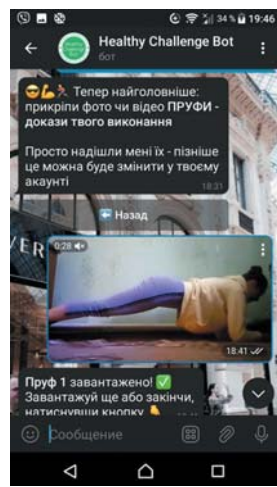 34 % 19:46
Healthy Challenge Bot
бот
😎💪🏃 Тепер найголовніше:
прикріпи фото чи відео ПРУФИ -
докази твого виконання
Просто надішли мені їх - пізніше
це можна буде змінити у твоєму
акаунті
18:31
⬅️ Назад
VER
0:28
18:41
Пруф 1 завантажено! ✅
Завантажуй ще або закінчи,
натиснувши кнопку 👇
Сообщение